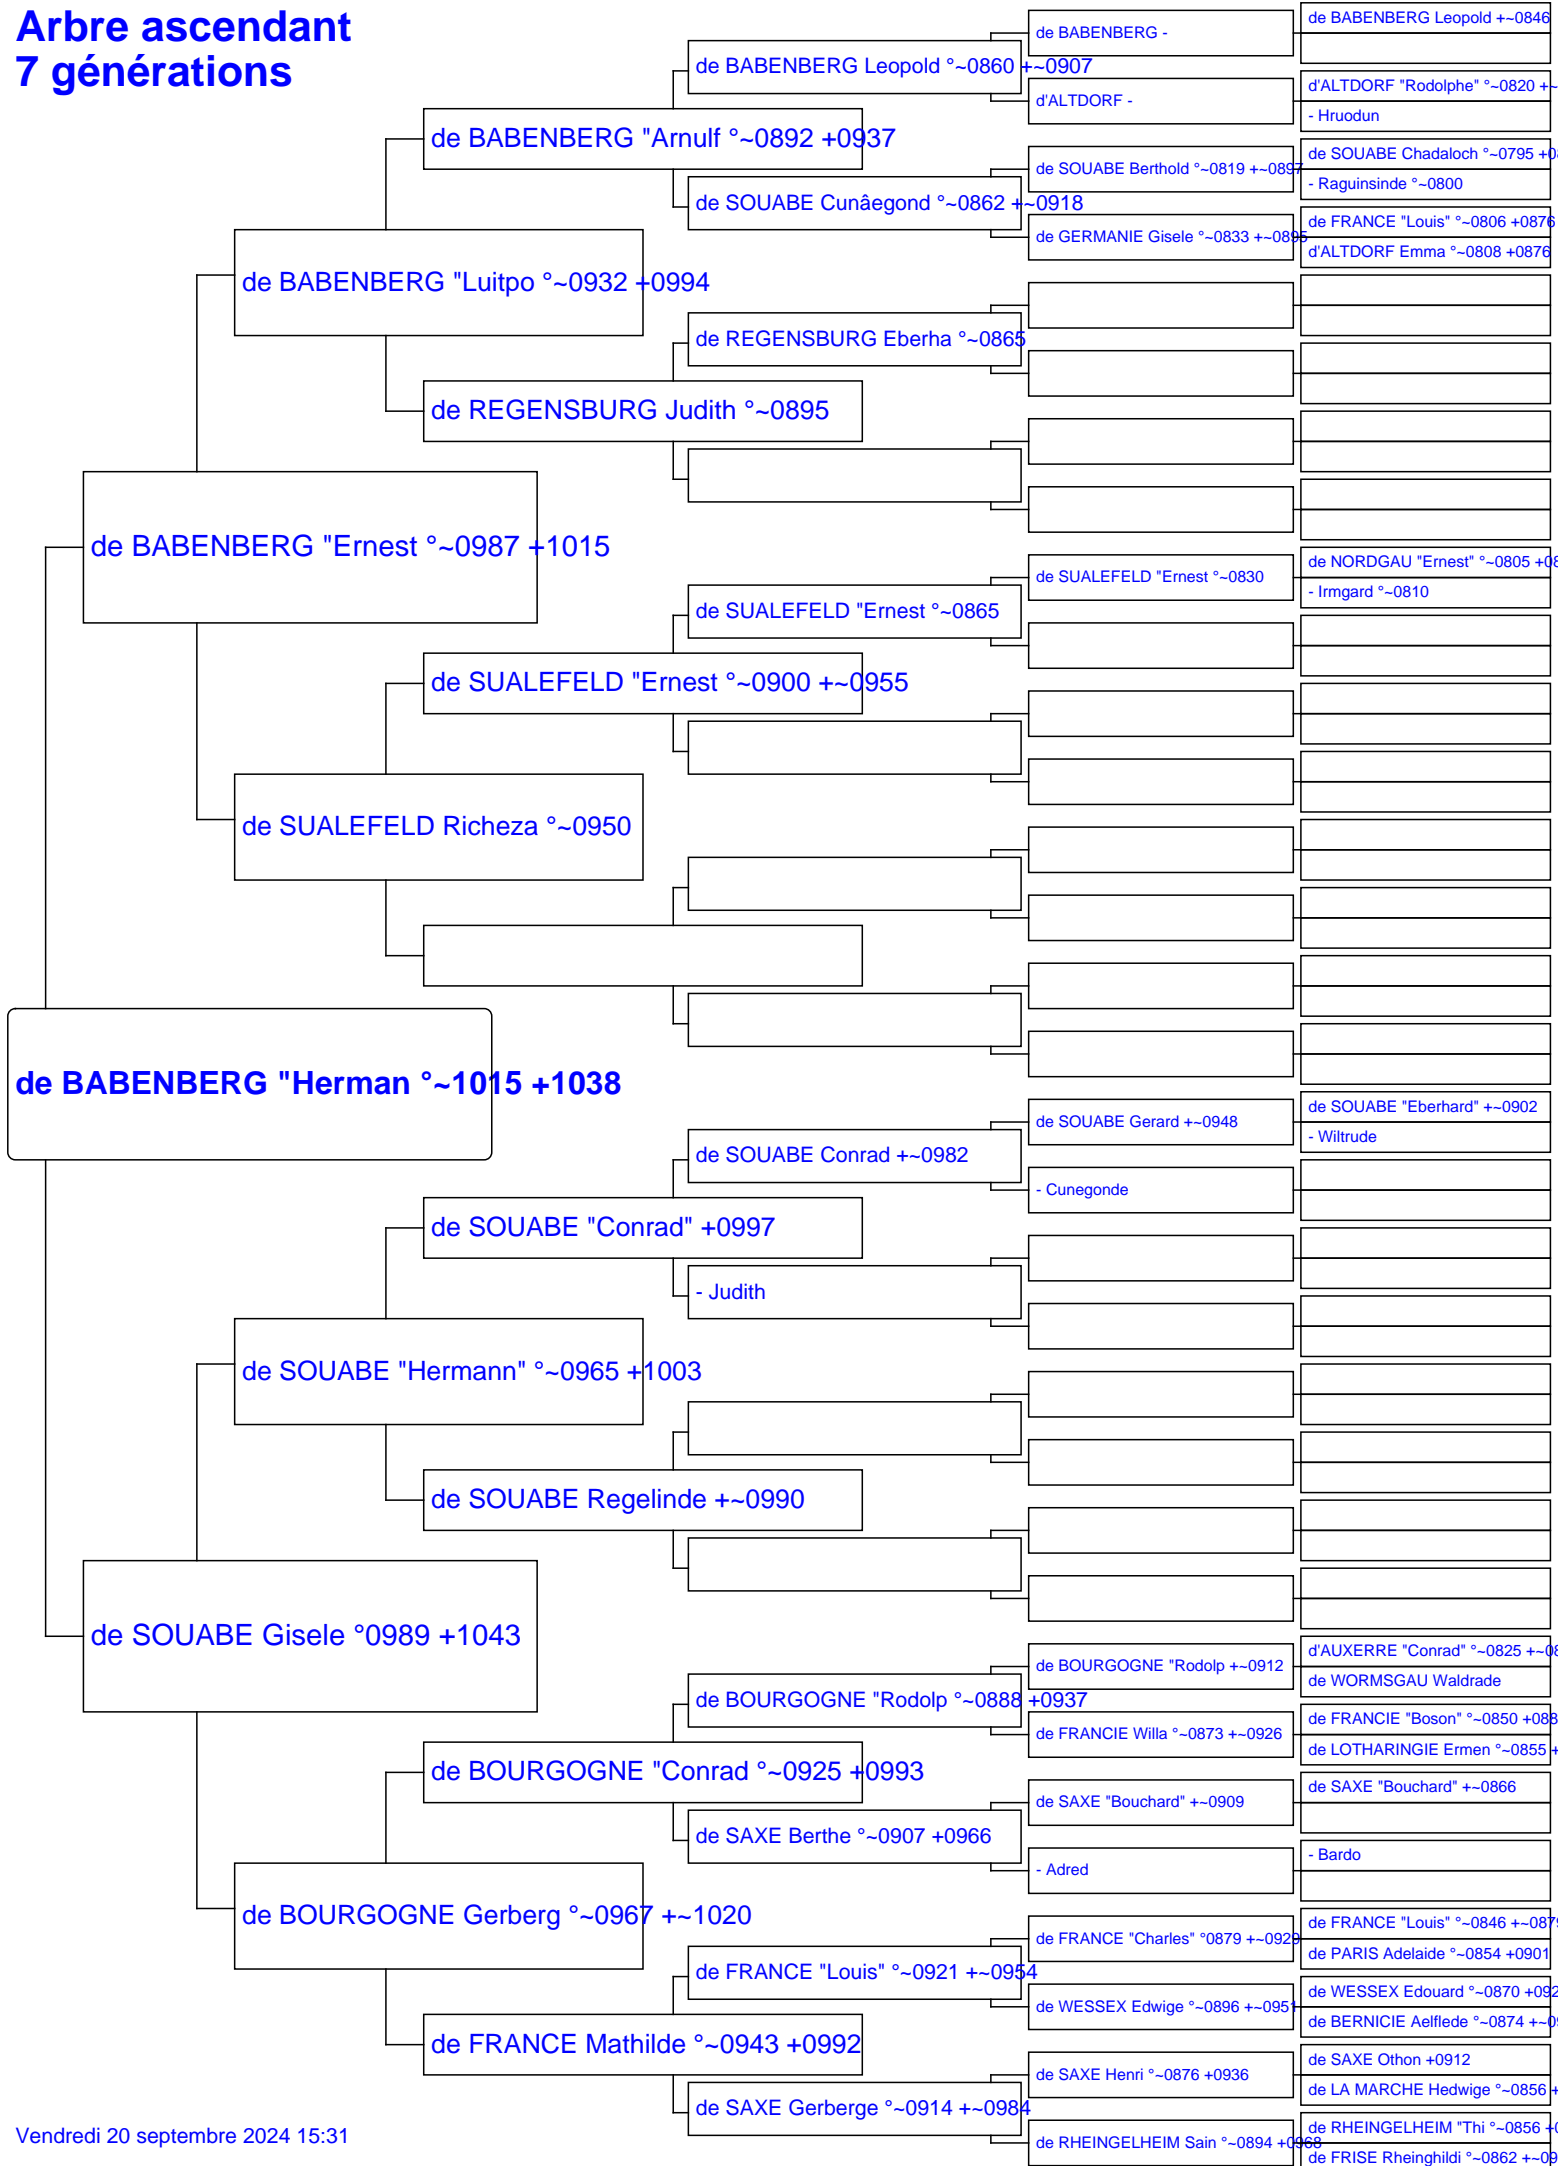 Arbre ascendant
7 générations
de BABENBERG Leopold +~0846
de BABENBERG -
de BABENBERG Leopold °~0860 +~0907
d'ALTDORF "Rodolphe" °~0820 +~
d'ALTDORF -
- Hruodun
de BABENBERG "Arnulf °~0892 +0937
de SOUABE Chadaloch °~0795 +08
de SOUABE Berthold °~0819 +~0897
- Raguinsinde °~0800
de SOUABE Cunâegond °~0862 +~0918
de FRANCE "Louis" °~0806 +0876
de GERMANIE Gisele °~0833 +~0895
d'ALTDORF Emma °~0808 +0876
de BABENBERG "Luitpo °~0932 +0994
de REGENSBURG Eberha °~0865
de REGENSBURG Judith °~0895
de BABENBERG "Ernest °~0987 +1015
de NORDGAU "Ernest" °~0805 +08
de SUALEFELD "Ernest °~0830
- Irmgard °~0810
de SUALEFELD "Ernest °~0865
de SUALEFELD "Ernest °~0900 +~0955
de SUALEFELD Richeza °~0950
de BABENBERG "Herman °~1015 +1038
de SOUABE "Eberhard" +~0902
de SOUABE Gerard +~0948
- Wiltrude
de SOUABE Conrad +~0982
- Cunegonde
de SOUABE "Conrad" +0997
- Judith
de SOUABE "Hermann" °~0965 +1003
de SOUABE Regelinde +~0990
de SOUABE Gisele °0989 +1043
d'AUXERRE "Conrad" °~0825 +~08
de BOURGOGNE "Rodolp +~0912
de WORMSGAU Waldrade
de BOURGOGNE "Rodolp °~0888 +0937
de FRANCIE "Boson" °~0850 +088
de FRANCIE Willa °~0873 +~0926
de LOTHARINGIE Ermen °~0855 +
de BOURGOGNE "Conrad °~0925 +0993
de SAXE "Bouchard" +~0866
de SAXE "Bouchard" +~0909
de SAXE Berthe °~0907 +0966
- Bardo
- Adred
de BOURGOGNE Gerberg °~0967 +~1020
de FRANCE "Louis" °~0846 +~0879
de FRANCE "Charles" °0879 +~0929
de PARIS Adelaide °~0854 +0901
de FRANCE "Louis" °~0921 +~0954
de WESSEX Edouard °~0870 +092
de WESSEX Edwige °~0896 +~0951
de BERNICIE Aelflede °~0874 +~09
de FRANCE Mathilde °~0943 +0992
de SAXE Othon +0912
de SAXE Henri °~0876 +0936
de LA MARCHE Hedwige °~0856 +
de SAXE Gerberge °~0914 +~0984
de RHEINGELHEIM "Thi °~0856 +0
de RHEINGELHEIM Sain °~0894 +0968
de FRISE Rheinghildi °~0862 +~09
Vendredi 20 septembre 2024 15:31